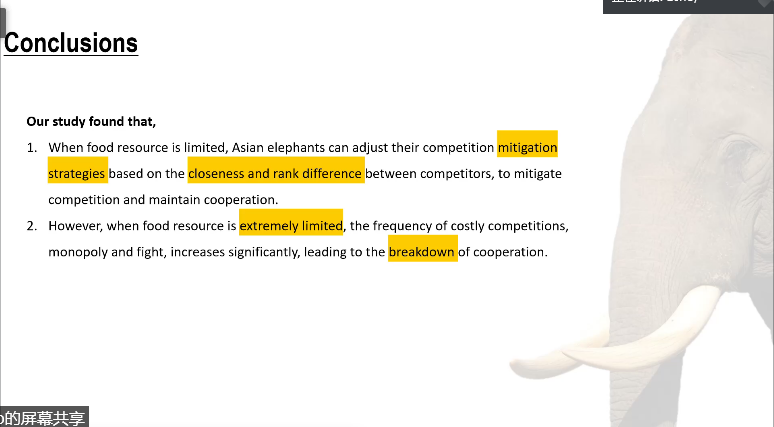 Conclusions
Our study found that,
1. When food resource is limited, Asian elephants can adjust their competition mitigation
strategies based on the closeness and rank difference between competitors, to mitigate
competition and maintain cooperation.
2. However, when food resource is extremely limited, the frequency of costly competitions,
monopoly and fight, increases significantly, leading to the breakdown of cooperation.
的屏幕共享